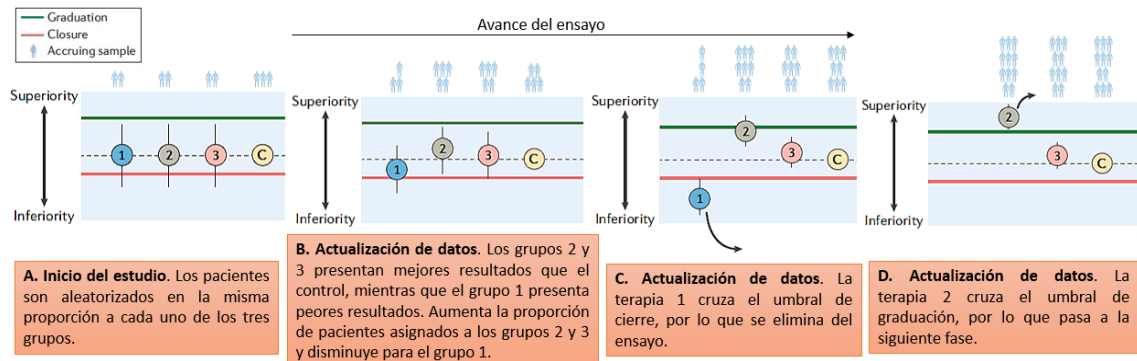 Graduation
Closure
Accruing sample
Avance del ensayo
Superiority
Inferiority
1
2
3
C
Superiority
Inferiority
1
2
3
C
Superiority
Inferiority
1
2
3
C
Superiority
Inferiority
2
3
C
A. Inicio del estudio. Los pacientes
son aleatorizados en la misma
proporción a cada uno de los tres
grupos.
B. Actualización de datos. Los grupos 2 y
3 presentan mejores resultados que el
control, mientras que el grupo 1 presenta
peores resultados. Aumenta la proporción
de pacientes asignados a los grupos 2 y 3
y disminuye para el grupo 1.
C. Actualización de datos. La
terapia 1 cruza el umbral de
cierre, por lo que se elimina del
ensayo.
D. Actualización de datos. La
terapia 2 cruza el umbral de
graduación, por lo que pasa a la
siguiente fase.